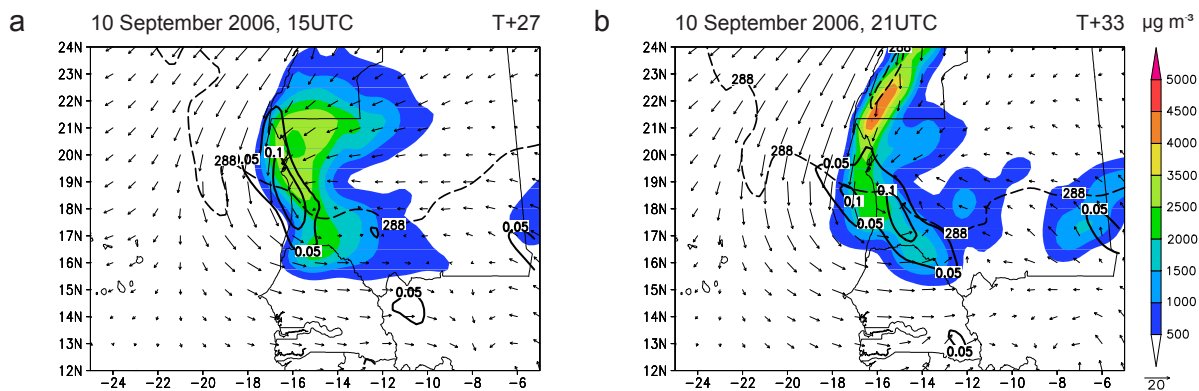 a 10 September 2006, 15UTC T+27
b 10 September 2006, 21UTC T+33 µg m⁻³
24N
23N
22N
21N
20N
19N
18N
17N
16N
15N
14N
13N
12N
−24 −22 −20 −18 −16 −14 −12 −10 −8 −6
0.1
288
0.05
288
0.05
0.05
0.05
24N
23N
22N
21N
20N
19N
18N
17N
16N
15N
14N
13N
12N
−24 −22 −20 −18 −16 −14 −12 −10 −8 −6
288
288
288
0.05
0.1
0.1
288
0.05
0.05
288
0.05
0.05
5000
4500
4000
3500
3000
2500
2000
1500
1000
500
20